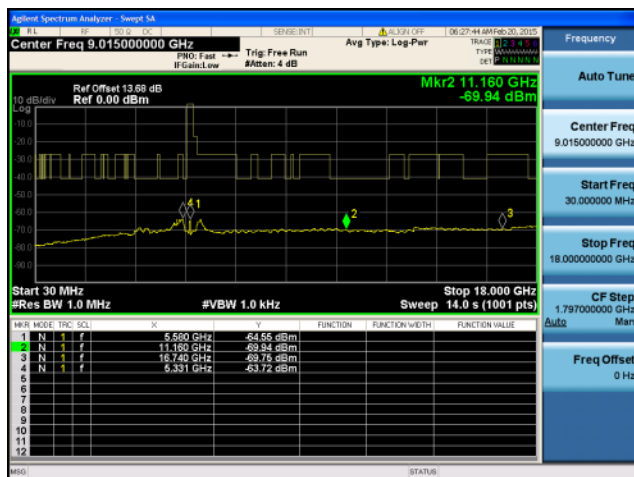 Agilent Spectrum Analyzer - Swept SA
RL RF 50 Ω DC SENSE:INT ALIGN OFF 06:27:44 AM Feb 20, 2015
Center Freq 9.015000000 GHz
PNO: Fast
IFGain:Low
Trig: Free Run
#Atten: 4 dB
Avg Type: Log-Pwr
TRACE 1 2 3 4 5 6
TYPE
DET P N N N N N
Ref Offset 13.68 dB
10 dB/div Ref 0.00 dBm
Log
Mkr2 11.160 GHz
-69.94 dBm
-10.0
-20.0
-30.0
-40.0
-50.0
-60.0
-70.0
-80.0
-90.0
4 1
2
3
Start 30 MHz Stop 18.000 GHz
#Res BW 1.0 MHz #VBW 1.0 kHz Sweep 14.0 s (1001 pts)
MKR MODE TRC SCL X Y FUNCTION FUNCTION WIDTH FUNCTION VALUE
1 N 1 f 5.580 GHz -64.55 dBm
2 N 1 f 11.160 GHz -69.94 dBm
3 N 1 f 16.740 GHz -69.75 dBm
4 N 1 f 5.331 GHz -63.72 dBm
5
6
7
8
9
10
11
12
MSG STATUS
Frequency
Auto Tune
Center Freq
9.015000000 GHz
Start Freq
30.000000 MHz
Stop Freq
18.000000000 GHz
CF Step
1.797000000 GHz
Auto Man
Freq Offset
0 Hz